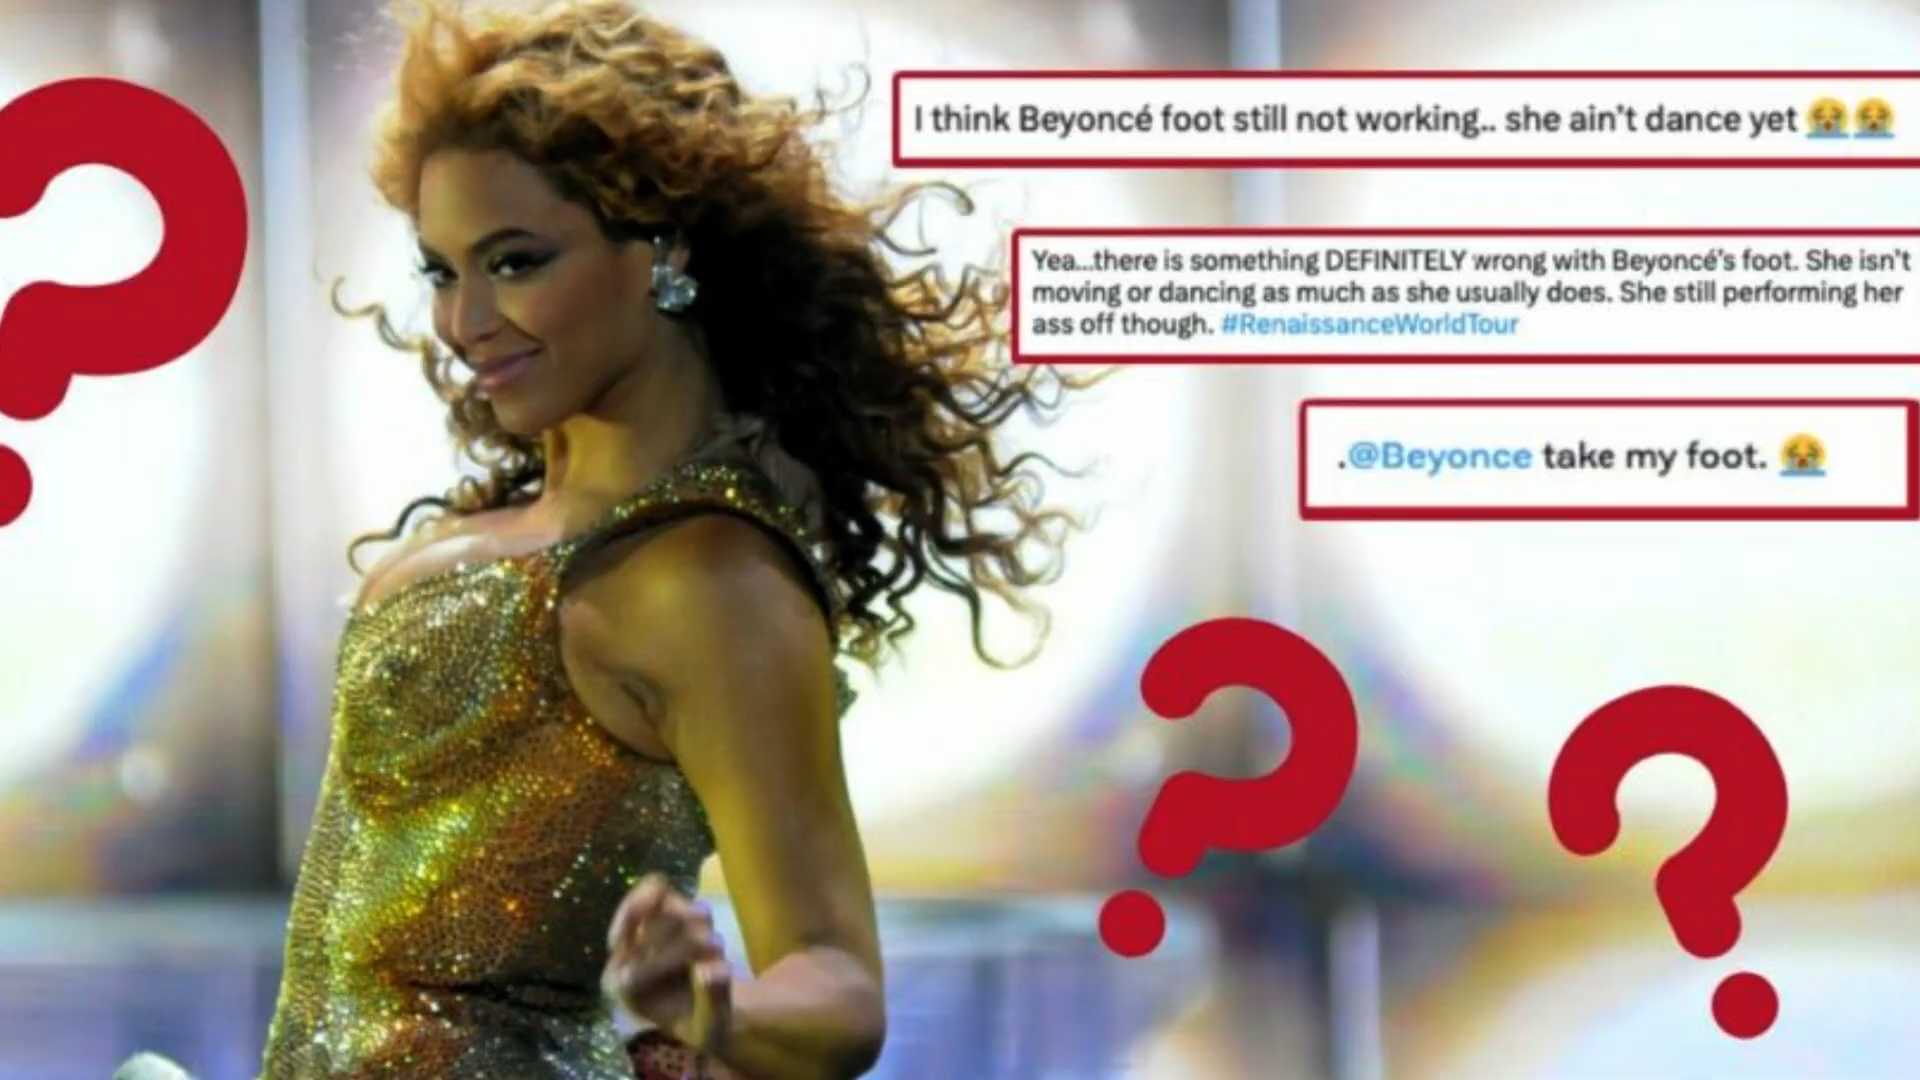 I think Beyoncé foot still not working.. she ain't dance yet 😭😭
Yea...there is something DEFINITELY wrong with Beyoncé's foot. She isn't
moving or dancing as much as she usually does. She still performing her
ass off though. #RenaissanceWorldTour
.@Beyonce take my foot. 😭
?
?
?